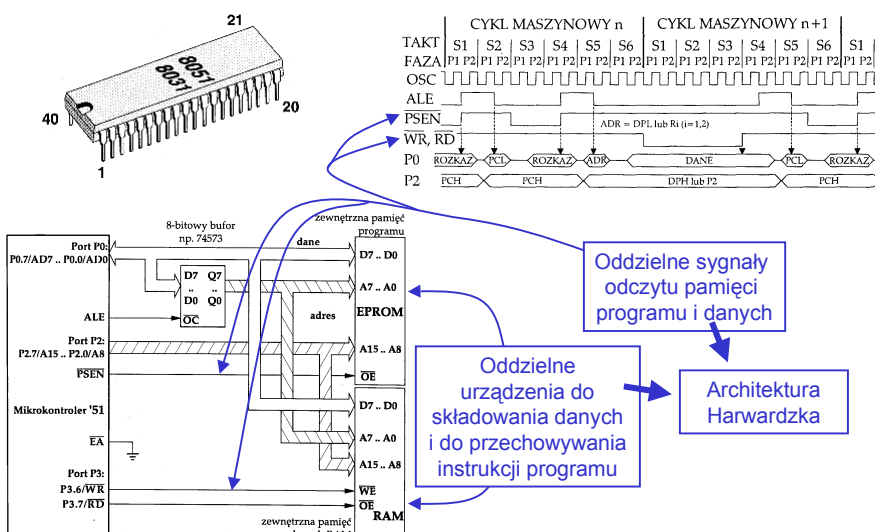 21
8051
8031
40
20
1
CYKL MASZYNOWY n CYKL MASZYNOWY n+1
TAKT S1 S2 S3 S4 S5 S6 S1 S2 S3 S4 S5 S6 S1
FAZA P1 P2 P1 P2 P1 P2 P1 P2 P1 P2 P1 P2 P1 P2 P1 P2 P1 P2 P1 P2 P1 P2 P1 P2 P1 P2
OSC
ALE
PSEN
ADR = DPL lub Ri (i=1,2)
WR, RD
P0 ROZKAZ PCL ROZKAZ ADR DANE PCL ROZKAZ
P2 PCH PCH DPH lub P2 PCH
8-bitowy bufor
np. 74573
zewnętrzna pamięć
programu
Port P0:
P0.7/AD7 .. P0.0/AD0
dane
D7 .. D0
D7 Q7
.. ..
D0 Q0
OC
A7 .. A0
adres
EPROM
ALE
Port P2:
P2.7/A15 .. P2.0/A8
A15 .. A8
PSEN
OE
Mikrokontroler '51
D7 .. D0
EA
A7 .. A0
A15 .. A8
Port P3:
P3.6/WR
WE
P3.7/RD
OE
RAM
zewnętrzna pamięć
Oddzielne sygnały
odczytu pamięci
programu i danych
Oddzielne
urządzenia do
składowania danych
i do przechowywania
instrukcji programu
Architektura
Harwardzka